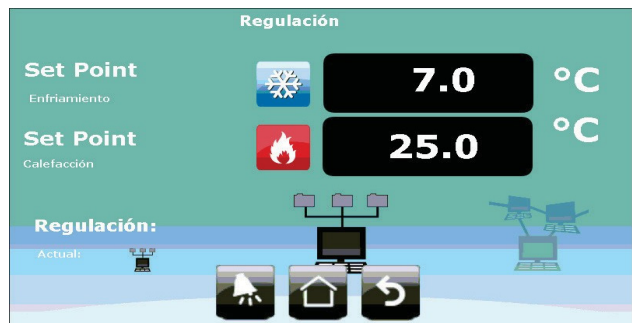 Regulación
Set Point
7.0 °C
Enfriamiento
Set Point
25.0 °C
Calefacción
Regulación:
Actual: